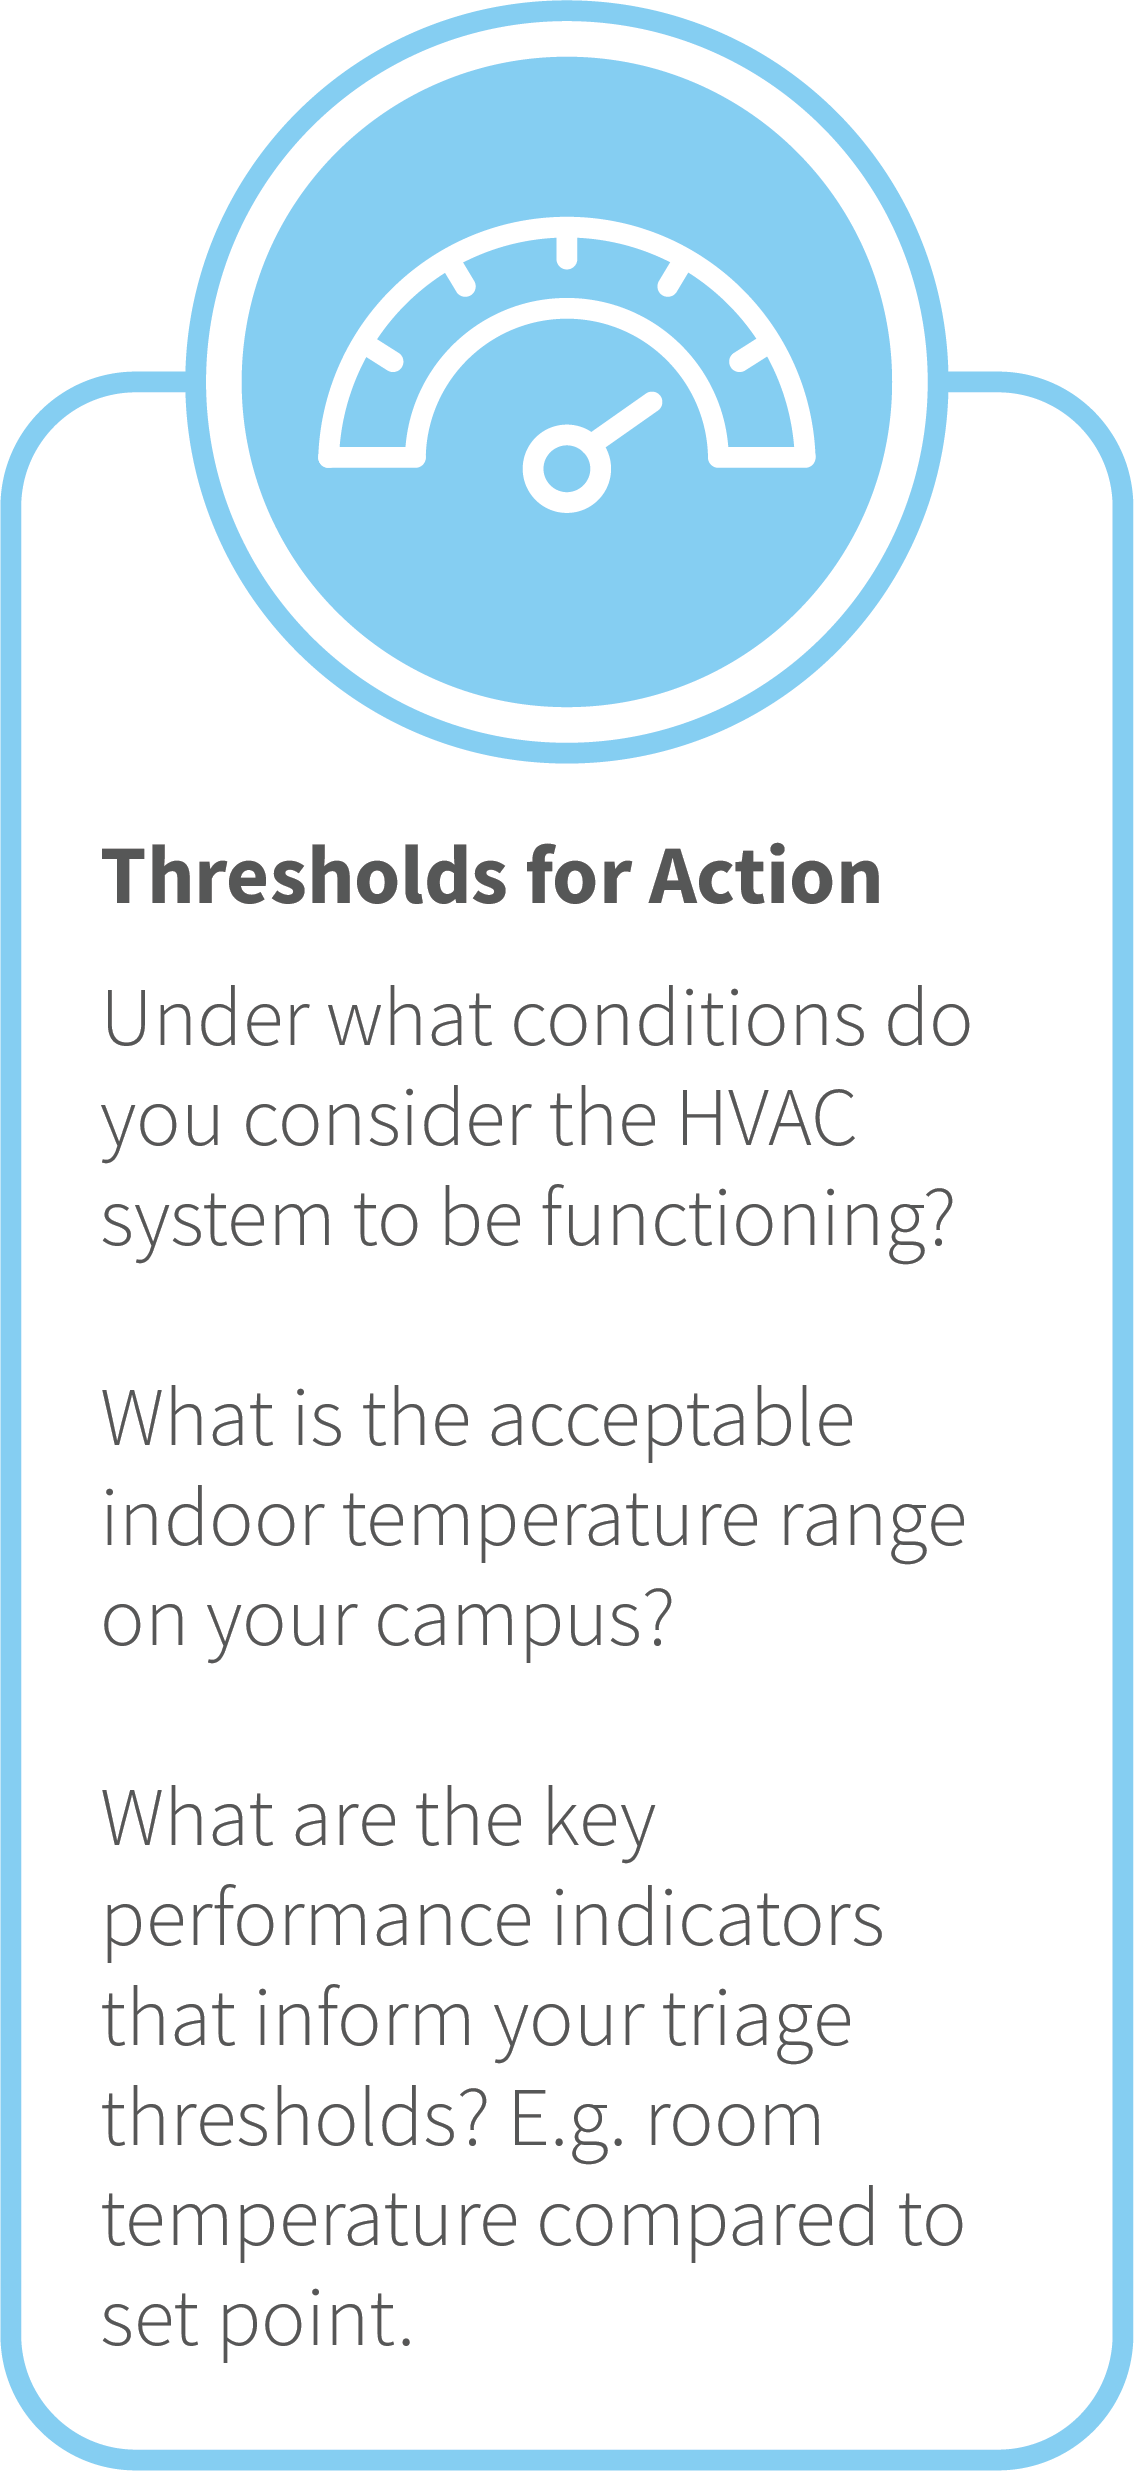 Thresholds for Action
Under what conditions do
you consider the HVAC
system to be functioning?
What is the acceptable
indoor temperature range
on your campus?
What are the key
performance indicators
that inform your triage
thresholds? E.g. room
temperature compared to
set point.